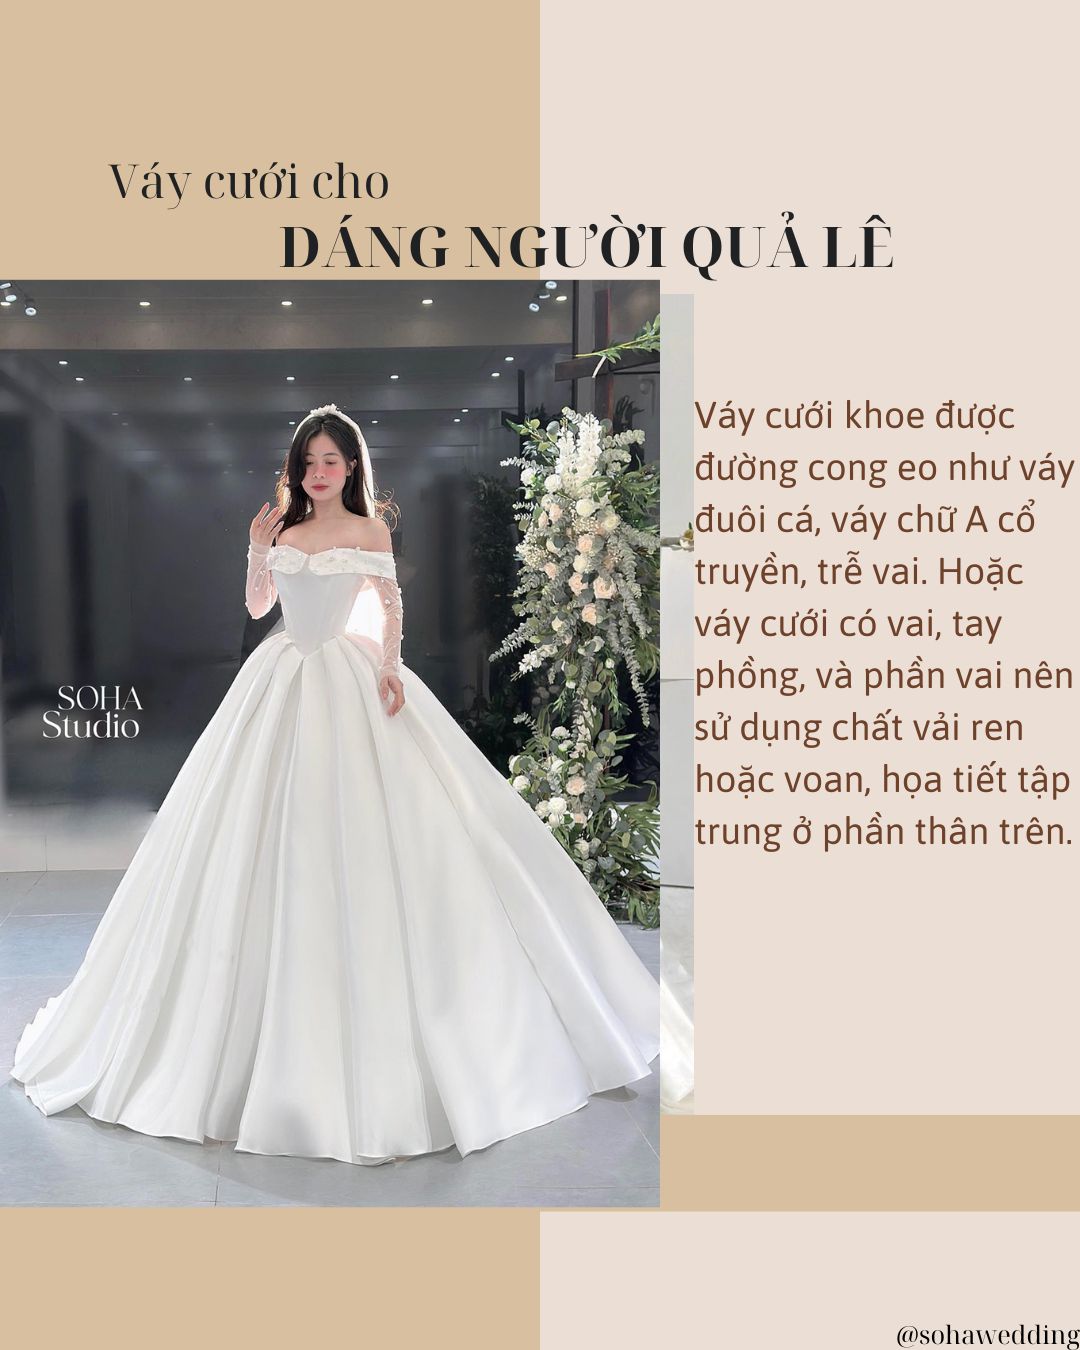 Váy cưới cho
DÁNG NGƯỜI QUẢ LÊ
Váy cưới khoe được
đường cong eo như váy
đuôi cá, váy chữ A cổ
truyền, trễ vai. Hoặc
váy cưới có vai, tay
phồng, và phần vai nên
sử dụng chất vải ren
hoặc voan, họa tiết tập
trung ở phần thân trên.
SOHA
Studio
@sohawedding